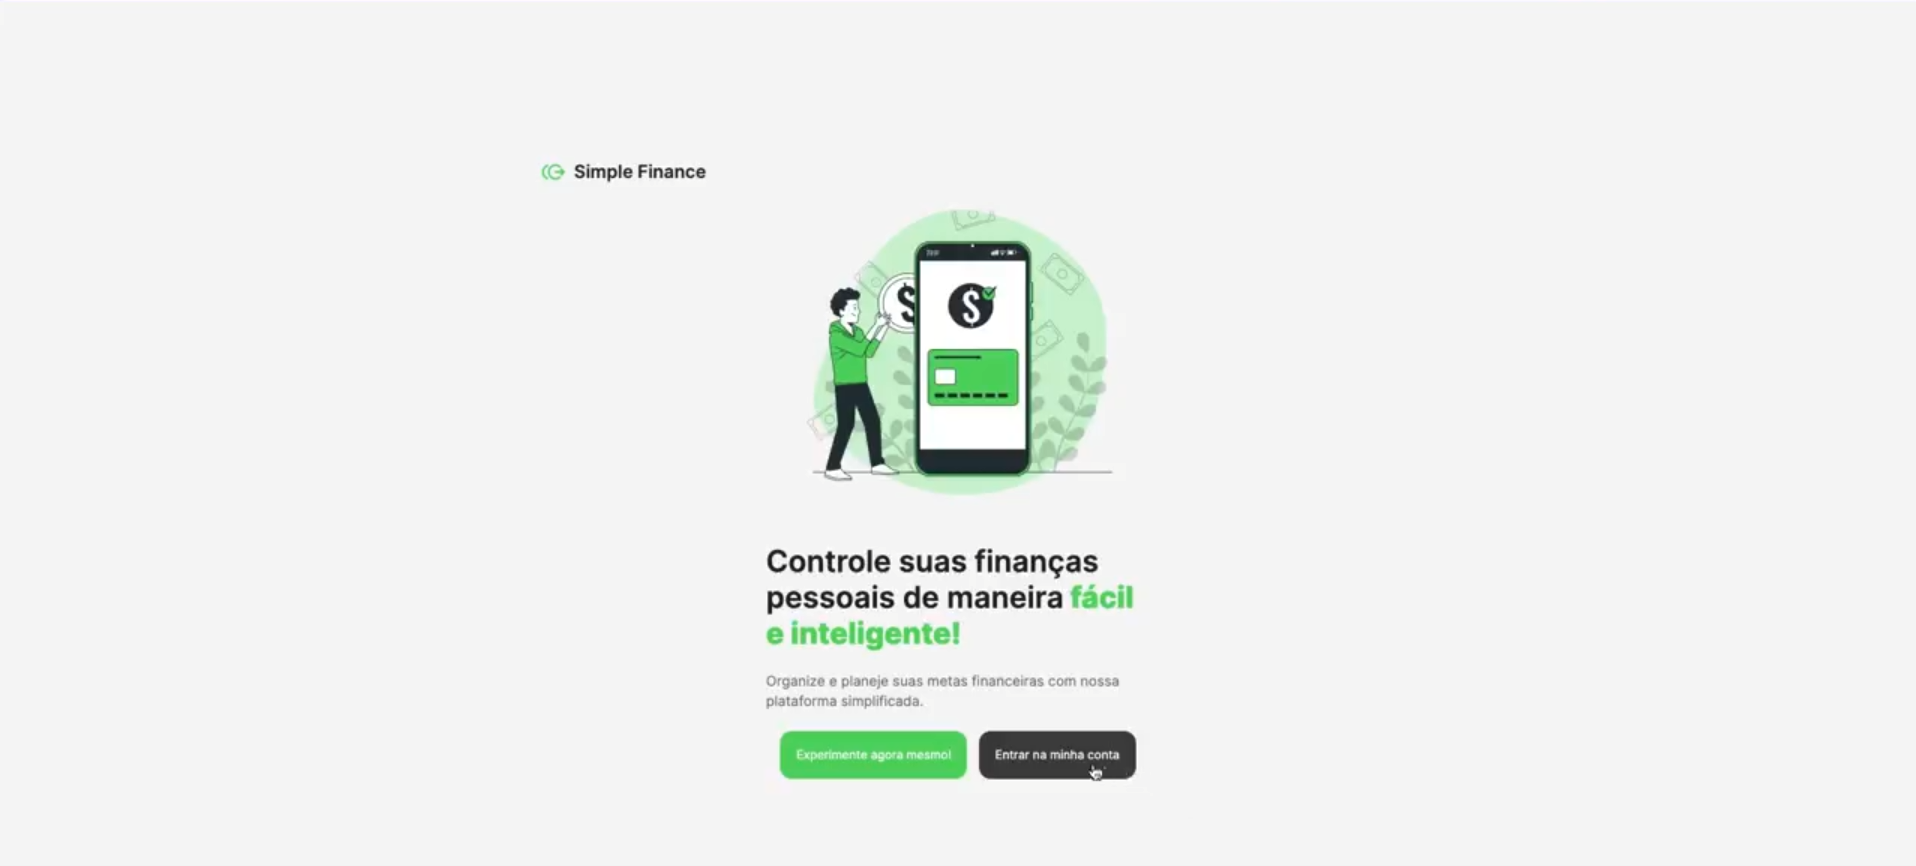 Simple Finance
$
$
Controle suas finanças
pessoais de maneira fácil
e inteligente!
Organize e planeje suas metas financeiras com nossa
plataforma simplificada.
Experimente agora mesmo!
Entrar na minha conta